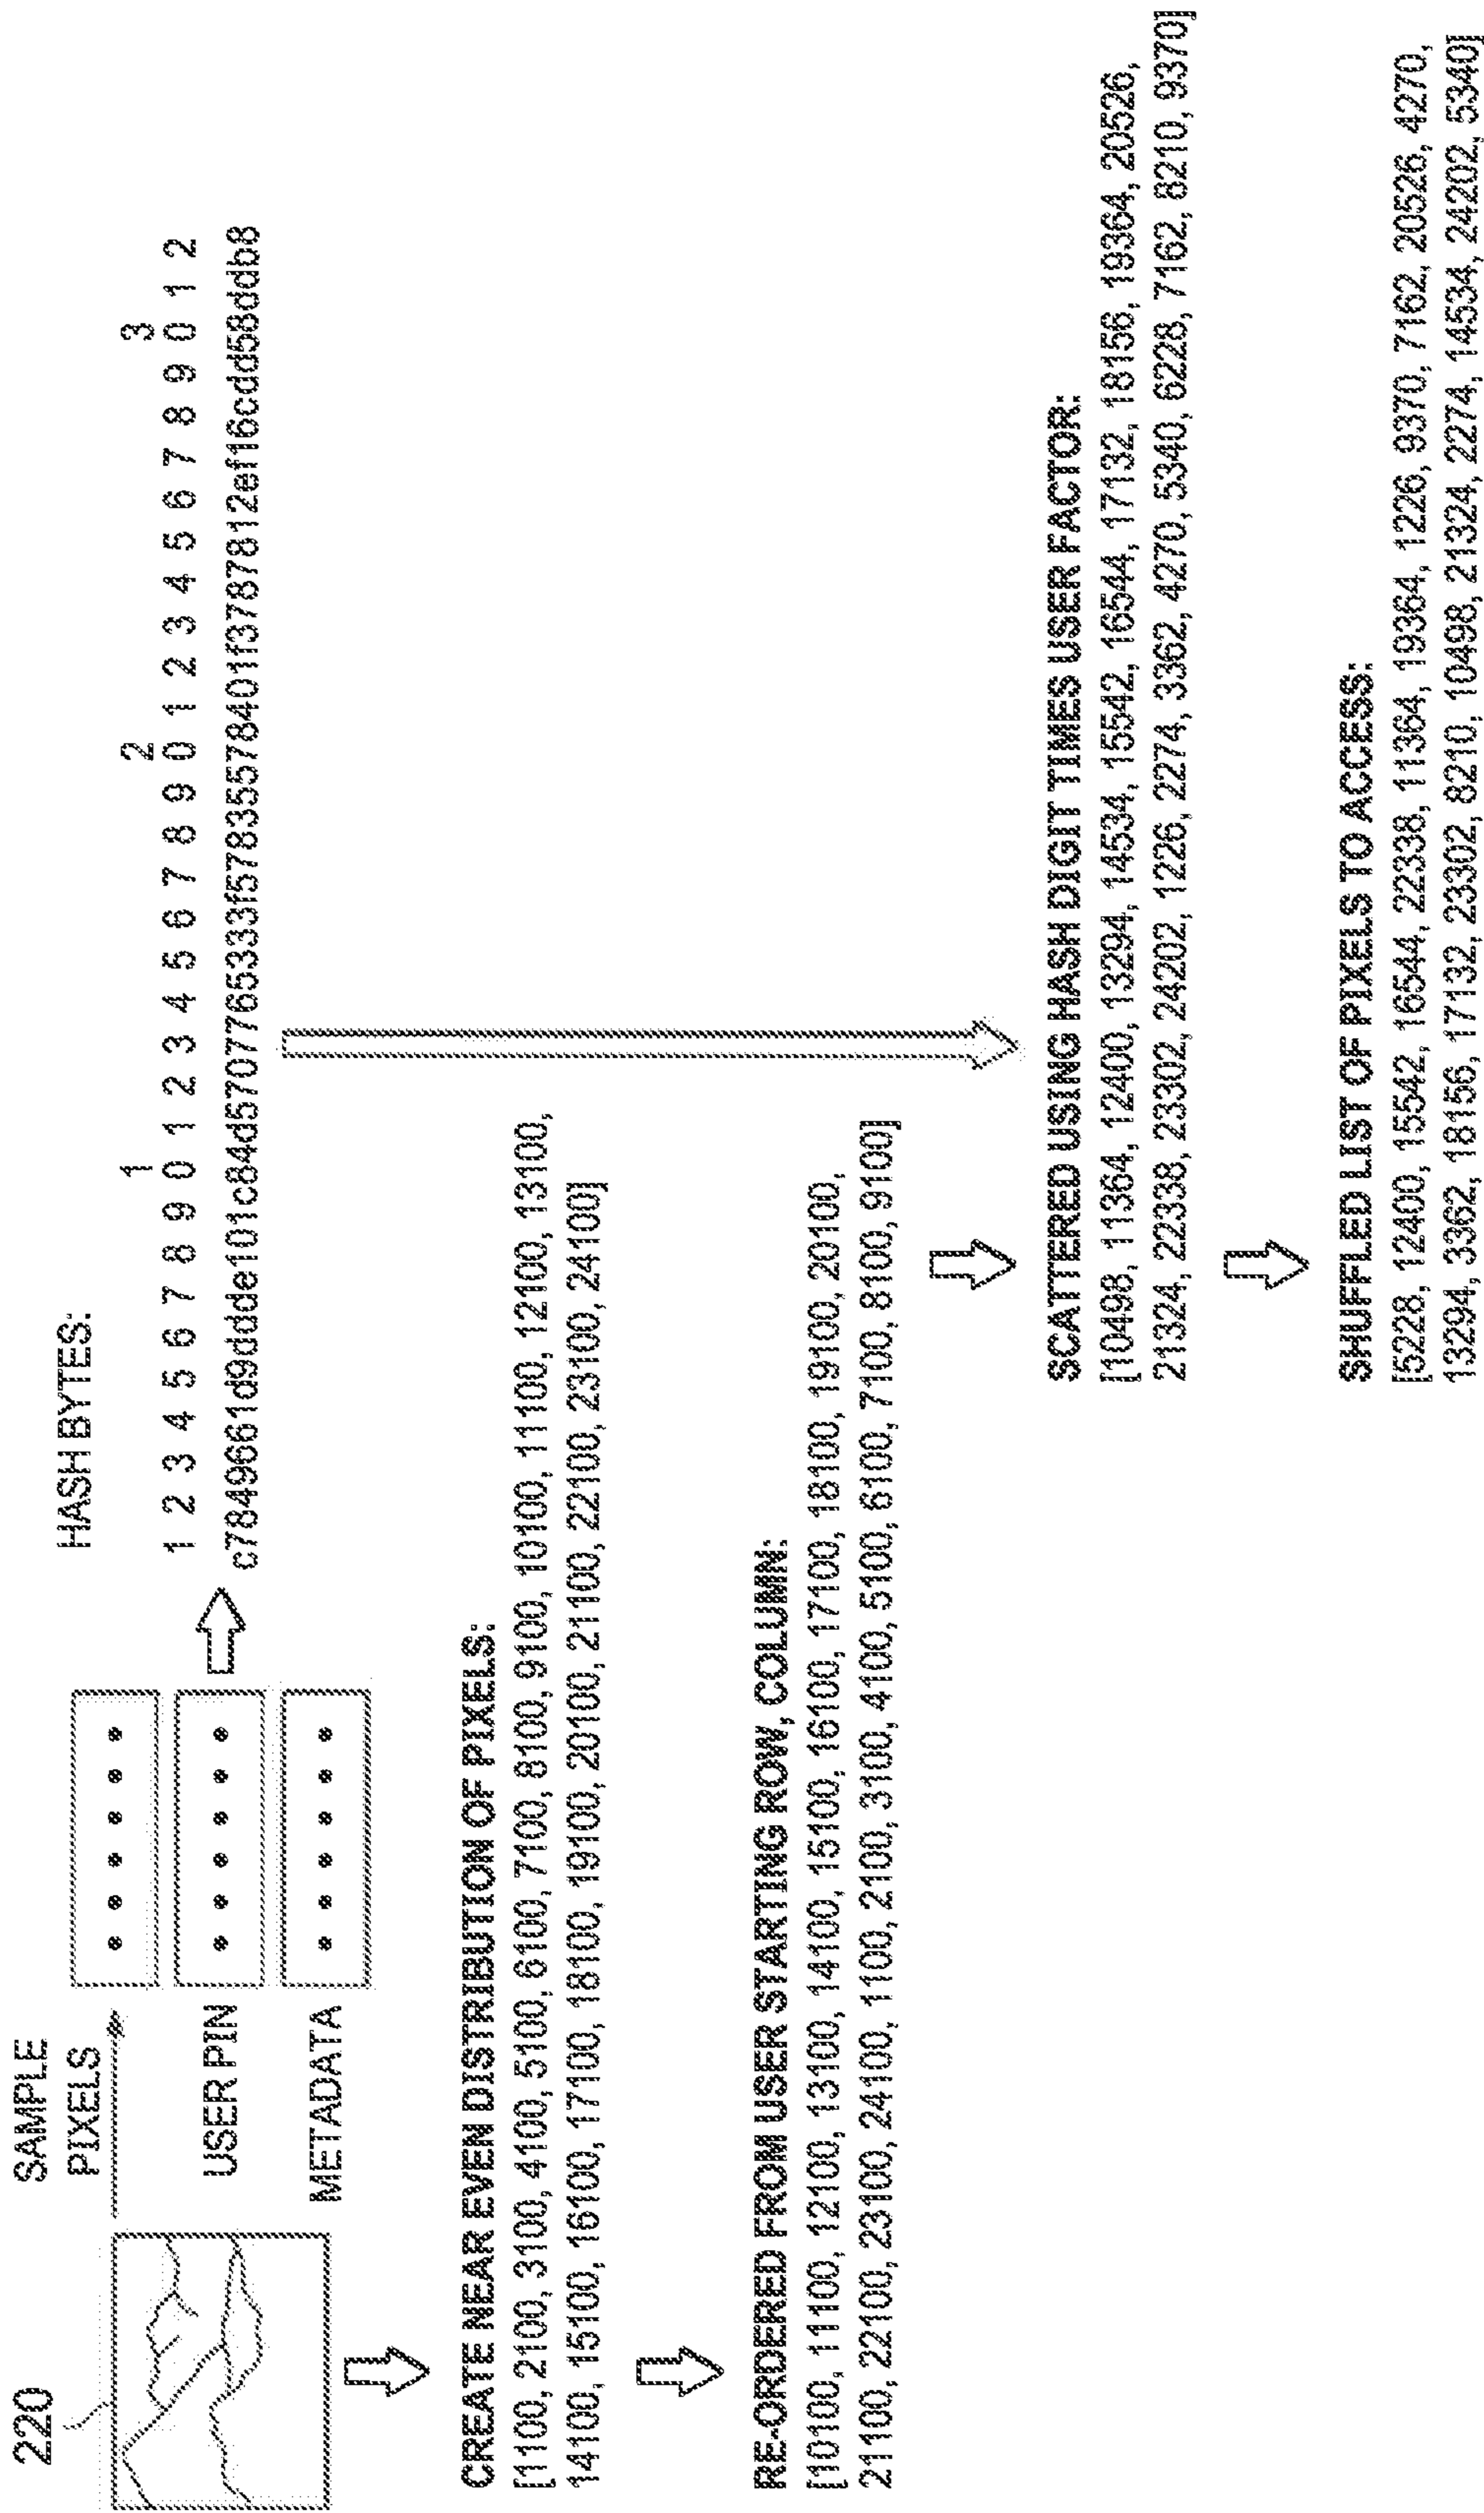 220
SAMPLE
PIXELS
USER PIN
METADATA
HASH BYTES:
1 2 3
1 2 3 4 5 6 7 8 9 0 1 2 3 4 5 6 7 8 9 0 1 2 3 4 5 6 7 8 9 0 1 2
c7849661d9ddde101c84d5707765333f57835578401f3787812ef16cdd58ddb8
CREATE NEAR EVEN DISTRIBUTION OF PIXELS:
[1100, 2100, 3100, 4100, 5100, 6100, 7100, 8100, 9100, 10100, 11100, 12100, 13100,
14100, 15100, 16100, 17100, 18100, 19100, 20100, 21100, 22100, 23100, 24100]
RE-ORDERED FROM USER STARTING ROW, COLUMN:
[10100, 11100, 12100, 13100, 14100, 15100, 16100, 17100, 18100, 19100, 20100,
21100, 22100, 23100, 24100, 1100, 2100, 3100, 4100, 5100, 6100, 7100, 8100, 9100]
SCATTERED USING HASH DIGIT TIMES USER FACTOR:
[10498, 11364, 12400, 13294, 14534, 15542, 16544, 17132, 18156, 19364, 20526,
21324, 22338, 23302, 24202, 1226, 2274, 3362, 4270, 5340, 6228, 7162, 8210, 9370]
SHUFFLED LIST OF PIXELS TO ACCESS:
[5228, 12400, 15542, 16544, 22338, 11364, 19364, 1226, 9370, 7162, 20526, 4270,
13294, 3362, 18156, 17132, 23302, 8210, 10498, 21324, 2274, 14534, 24202, 5340]